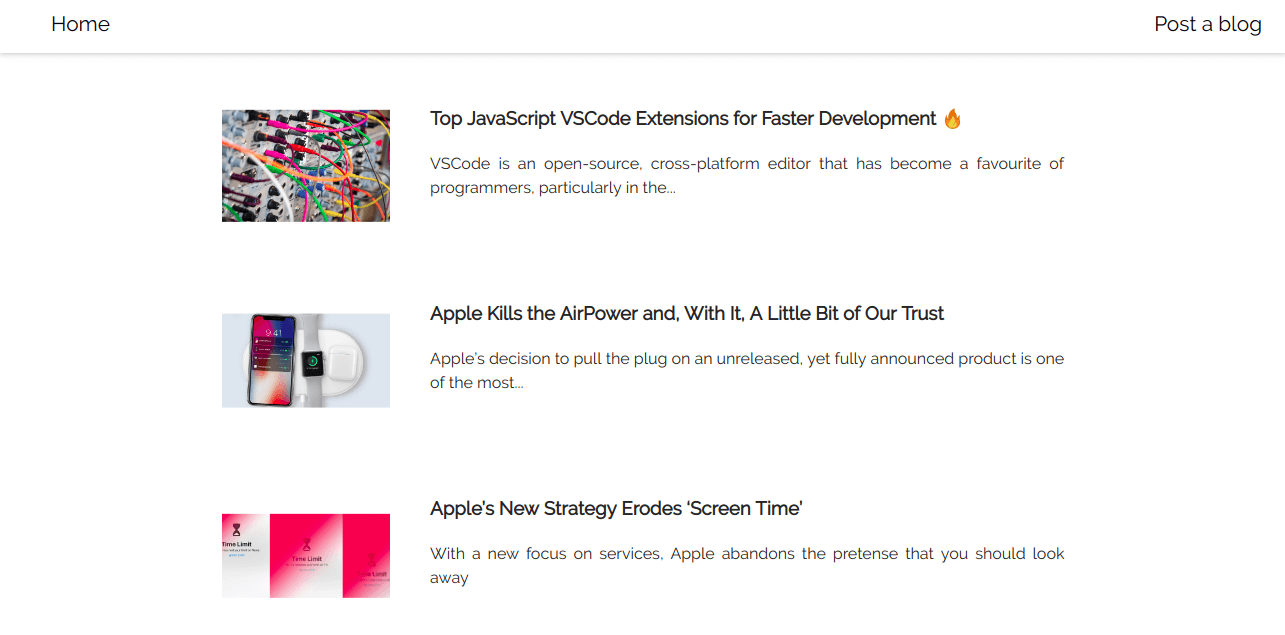 Home
Post a blog
Top JavaScript VSCode Extensions for Faster Development 🔥
VSCode is an open-source, cross-platform editor that has become a favourite of
programmers, particularly in the...
Apple Kills the AirPower and, With It, A Little Bit of Our Trust
9:41
Apple's decision to pull the plug on an unreleased, yet fully announced product is one
of the most...
Apple's New Strategy Erodes ‘Screen Time’
With a new focus on services, Apple abandons the pretense that you should look
away
Time Limit
Time Limit
Time Limit